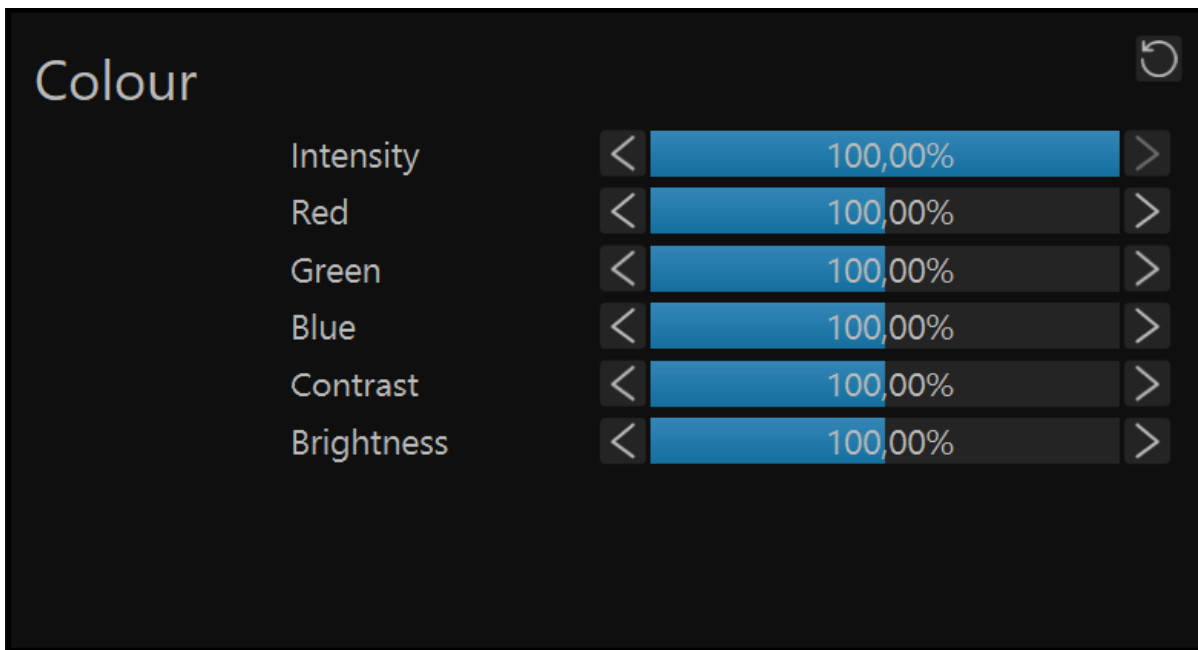 Colour
Intensity 100,00%
Red 100,00%
Green 100,00%
Blue 100,00%
Contrast 100,00%
Brightness 100,00%